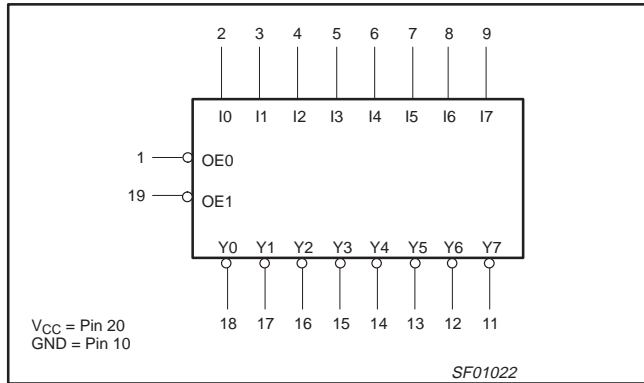 2 3 4 5 6 7 8 9
I0 I1 I2 I3 I4 I5 I6 I7
1 OE0
19 OE1
Y0 Y1 Y2 Y3 Y4 Y5 Y6 Y7
18 17 16 15 14 13 12 11
VCC = Pin 20
GND = Pin 10
SF01022